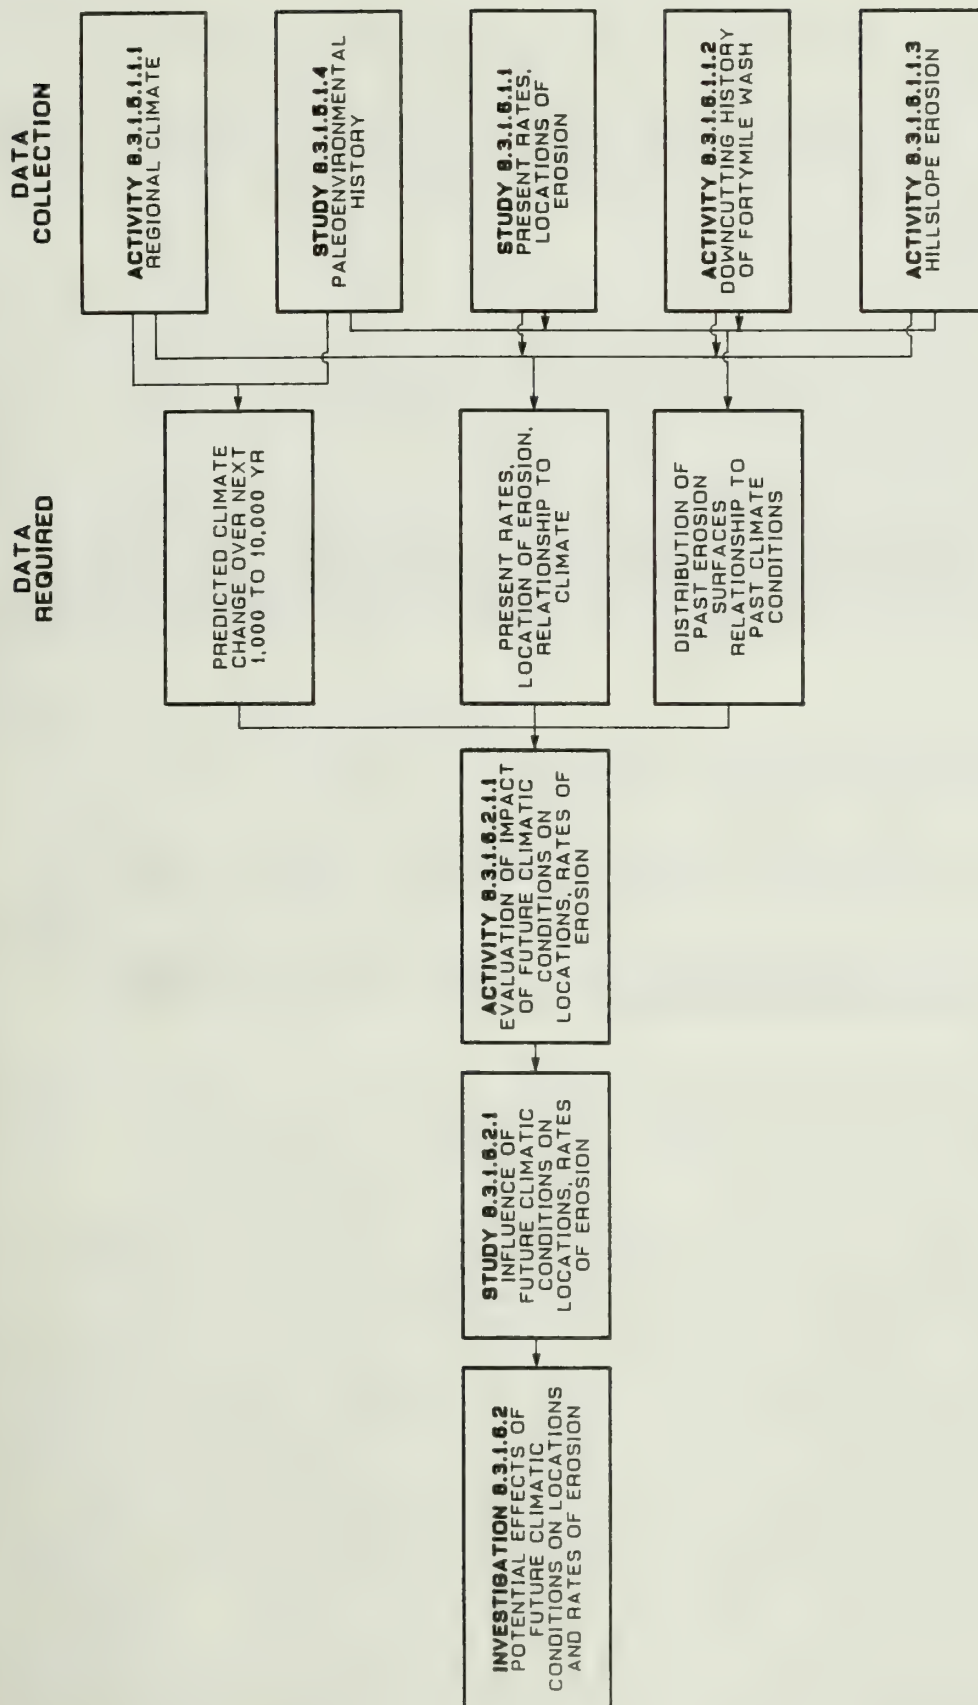 DATA
REQUIRED
DATA
COLLECTION
INVESTIGATION 8.3.1.6.2
POTENTIAL EFFECTS OF
FUTURE CLIMATIC
CONDITIONS ON LOCATIONS
AND RATES OF EROSION
STUDY 8.3.1.6.2.1
INFLUENCE OF
FUTURE CLIMATIC
CONDITIONS ON
LOCATIONS, RATES
OF EROSION
ACTIVITY 8.3.1.6.2.1.1
EVALUATION OF IMPACT
OF FUTURE CLIMATIC
CONDITIONS ON
LOCATIONS, RATES OF
EROSION
PREDICTED CLIMATE
CHANGE OVER NEXT
1,000 TO 10,000 YR
PRESENT RATES,
LOCATION OF EROSION,
RELATIONSHIP TO
CLIMATE
DISTRIBUTION OF
PAST EROSION
SURFACES
RELATIONSHIP TO
PAST CLIMATE
CONDITIONS
ACTIVITY 8.3.1.5.1.1.1
REGIONAL CLIMATE
STUDY 8.3.1.5.1.4
PALEOENVIRONMENTAL
HISTORY
STUDY 8.3.1.6.1.1
PRESENT RATES,
LOCATIONS OF
EROSION
ACTIVITY 8.3.1.6.1.1.2
DOWNCUTTING HISTORY
OF FORTYMILE WASH
ACTIVITY 8.3.1.6.1.1.3
HILLSLOPE EROSION